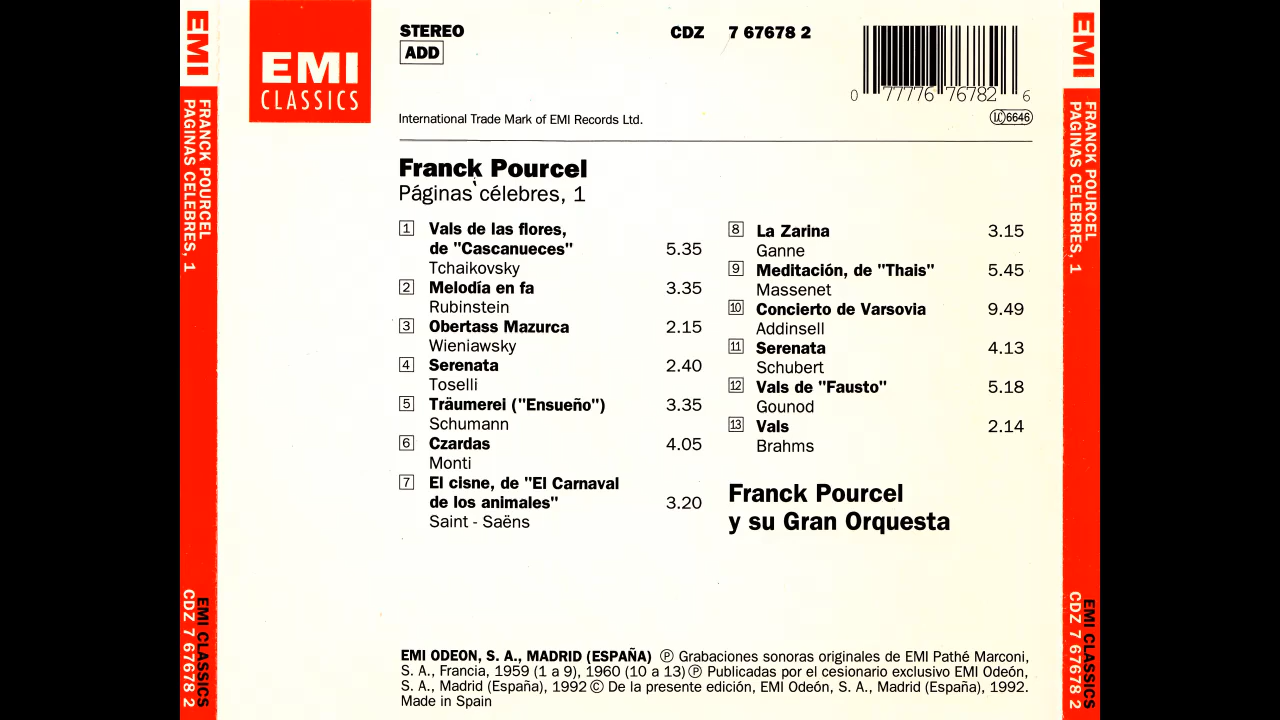 EMI
FRANCK POURCEL
PAGINAS CELEBRES, 1
EMI CLASSICS
CDZ 7 67678 2
EMI
CLASSICS
STEREO
ADD
CDZ 7 67678 2
0 77776 76782 6
LC 6646
International Trade Mark of EMI Records Ltd.
Franck Pourcel
Páginas célebres, 1
1 Vals de las flores,
de "Cascanueces" 5.35
Tchaikovsky
2 Melodía en fa 3.35
Rubinstein
3 Obertass Mazurca 2.15
Wieniawsky
4 Serenata 2.40
Toselli
5 Träumerei ("Ensueño") 3.35
Schumann
6 Czardas 4.05
Monti
7 El cisne, de "El Carnaval
de los animales" 3.20
Saint - Saëns
8 La Zarina 3.15
Ganne
9 Meditación, de "Thais" 5.45
Massenet
10 Concierto de Varsovia 9.49
Addinsell
11 Serenata 4.13
Schubert
12 Vals de "Fausto" 5.18
Gounod
13 Vals 2.14
Brahms
Franck Pourcel
y su Gran Orquesta
EMI ODEON, S. A., MADRID (ESPAÑA) ℗ Grabaciones sonoras originales de EMI Pathé Marconi,
S. A., Francia, 1959 (1 a 9), 1960 (10 a 13) ℗ Publicadas por el cesionario exclusivo EMI Odeón,
S. A., Madrid (España), 1992 © De la presente edición, EMI Odeón, S. A., Madrid (España), 1992.
Made in Spain
EMI
FRANCK POURCEL
PAGINAS CELEBRES, 1
EMI CLASSICS
CDZ 7 67678 2